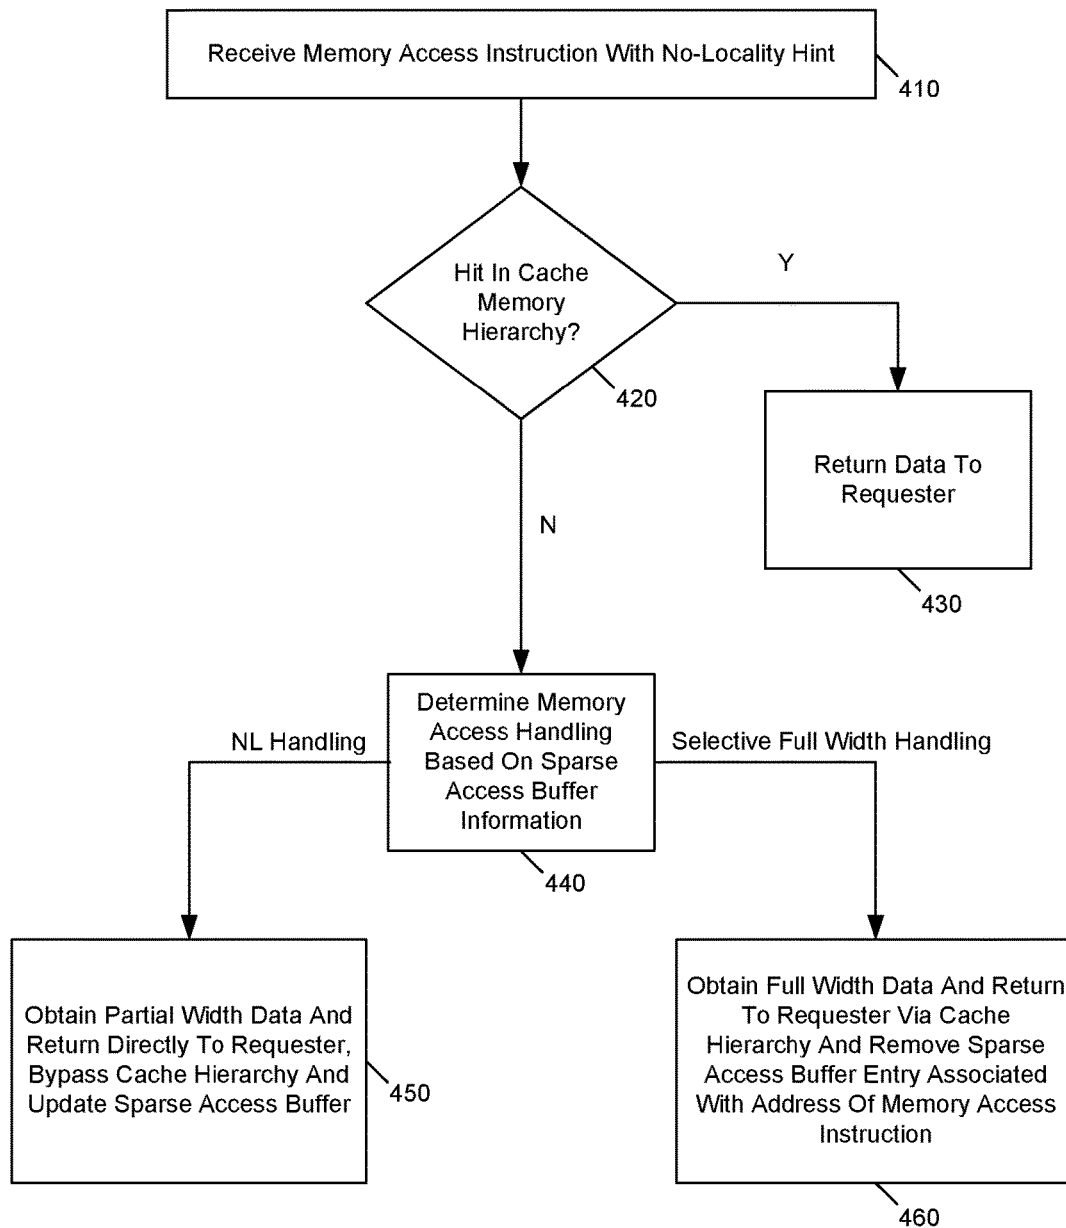 Receive Memory Access Instruction With No-Locality Hint
410
Hit In Cache
Memory
Hierarchy?
Y
420
Return Data To
Requester
430
N
Determine Memory
Access Handling
Based On Sparse
Access Buffer
Information
NL Handling
Selective Full Width Handling
440
Obtain Partial Width Data And
Return Directly To Requester,
Bypass Cache Hierarchy And
Update Sparse Access Buffer
450
Obtain Full Width Data And Return
To Requester Via Cache
Hierarchy And Remove Sparse
Access Buffer Entry Associated
With Address Of Memory Access
Instruction
460